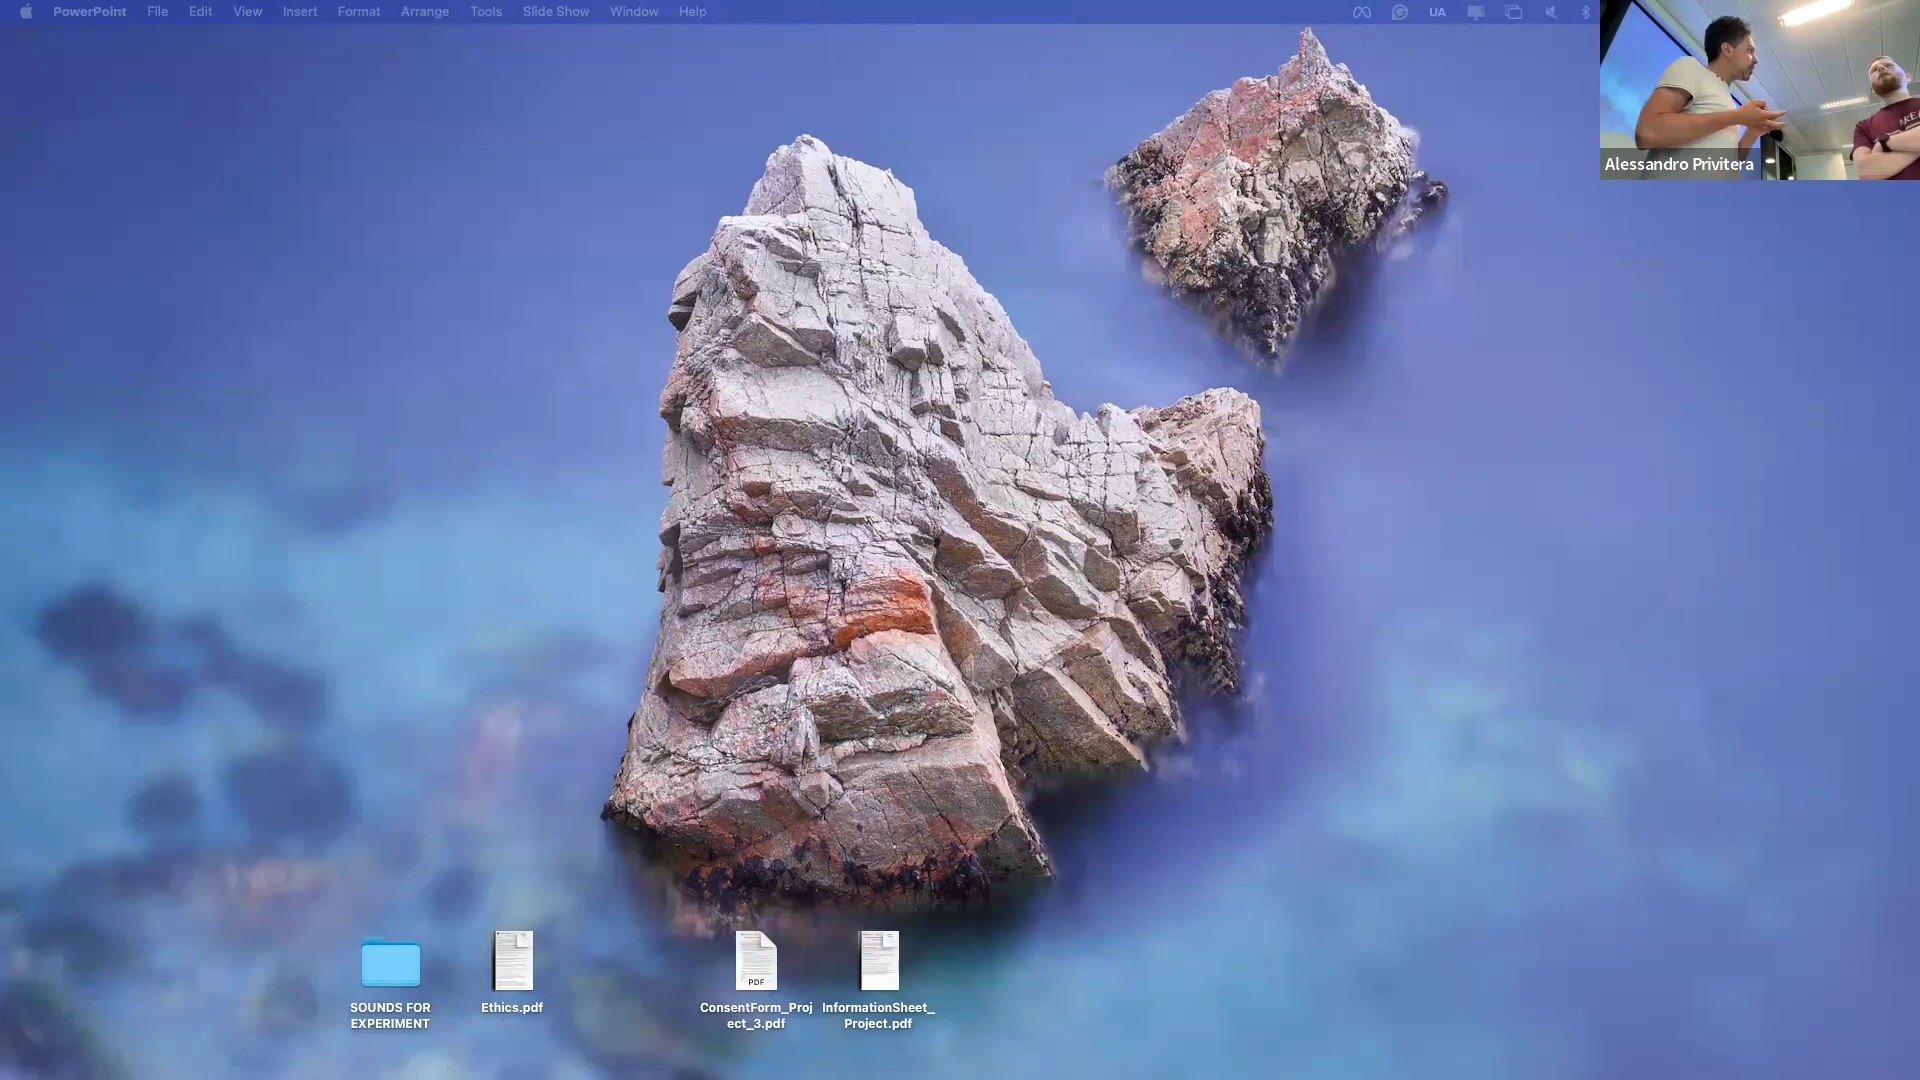 PowerPoint File Edit View Insert Format Arrange Tools Slide Show Window Help UA
Alessandro Privitera
SOUNDS FOR
EXPERIMENT
Ethics.pdf
PDF
ConsentForm_Proj
ect_3.pdf
InformationSheet_
Project.pdf